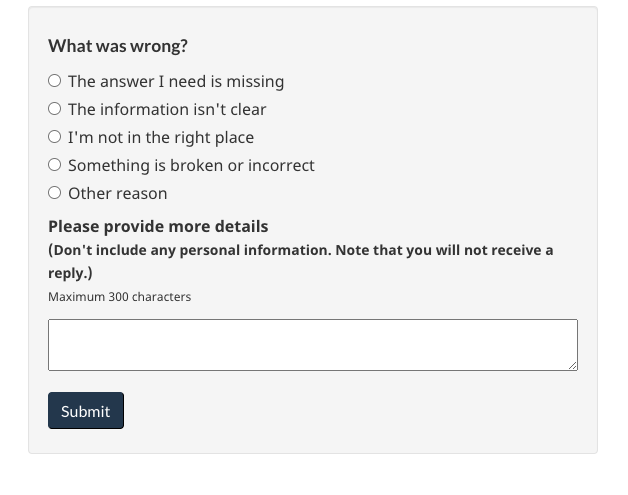 What was wrong?
The answer I need is missing
The information isn't clear
I'm not in the right place
Something is broken or incorrect
Other reason
Please provide more details
(Don't include any personal information. Note that you will not receive a
reply.)
Maximum 300 characters
Submit